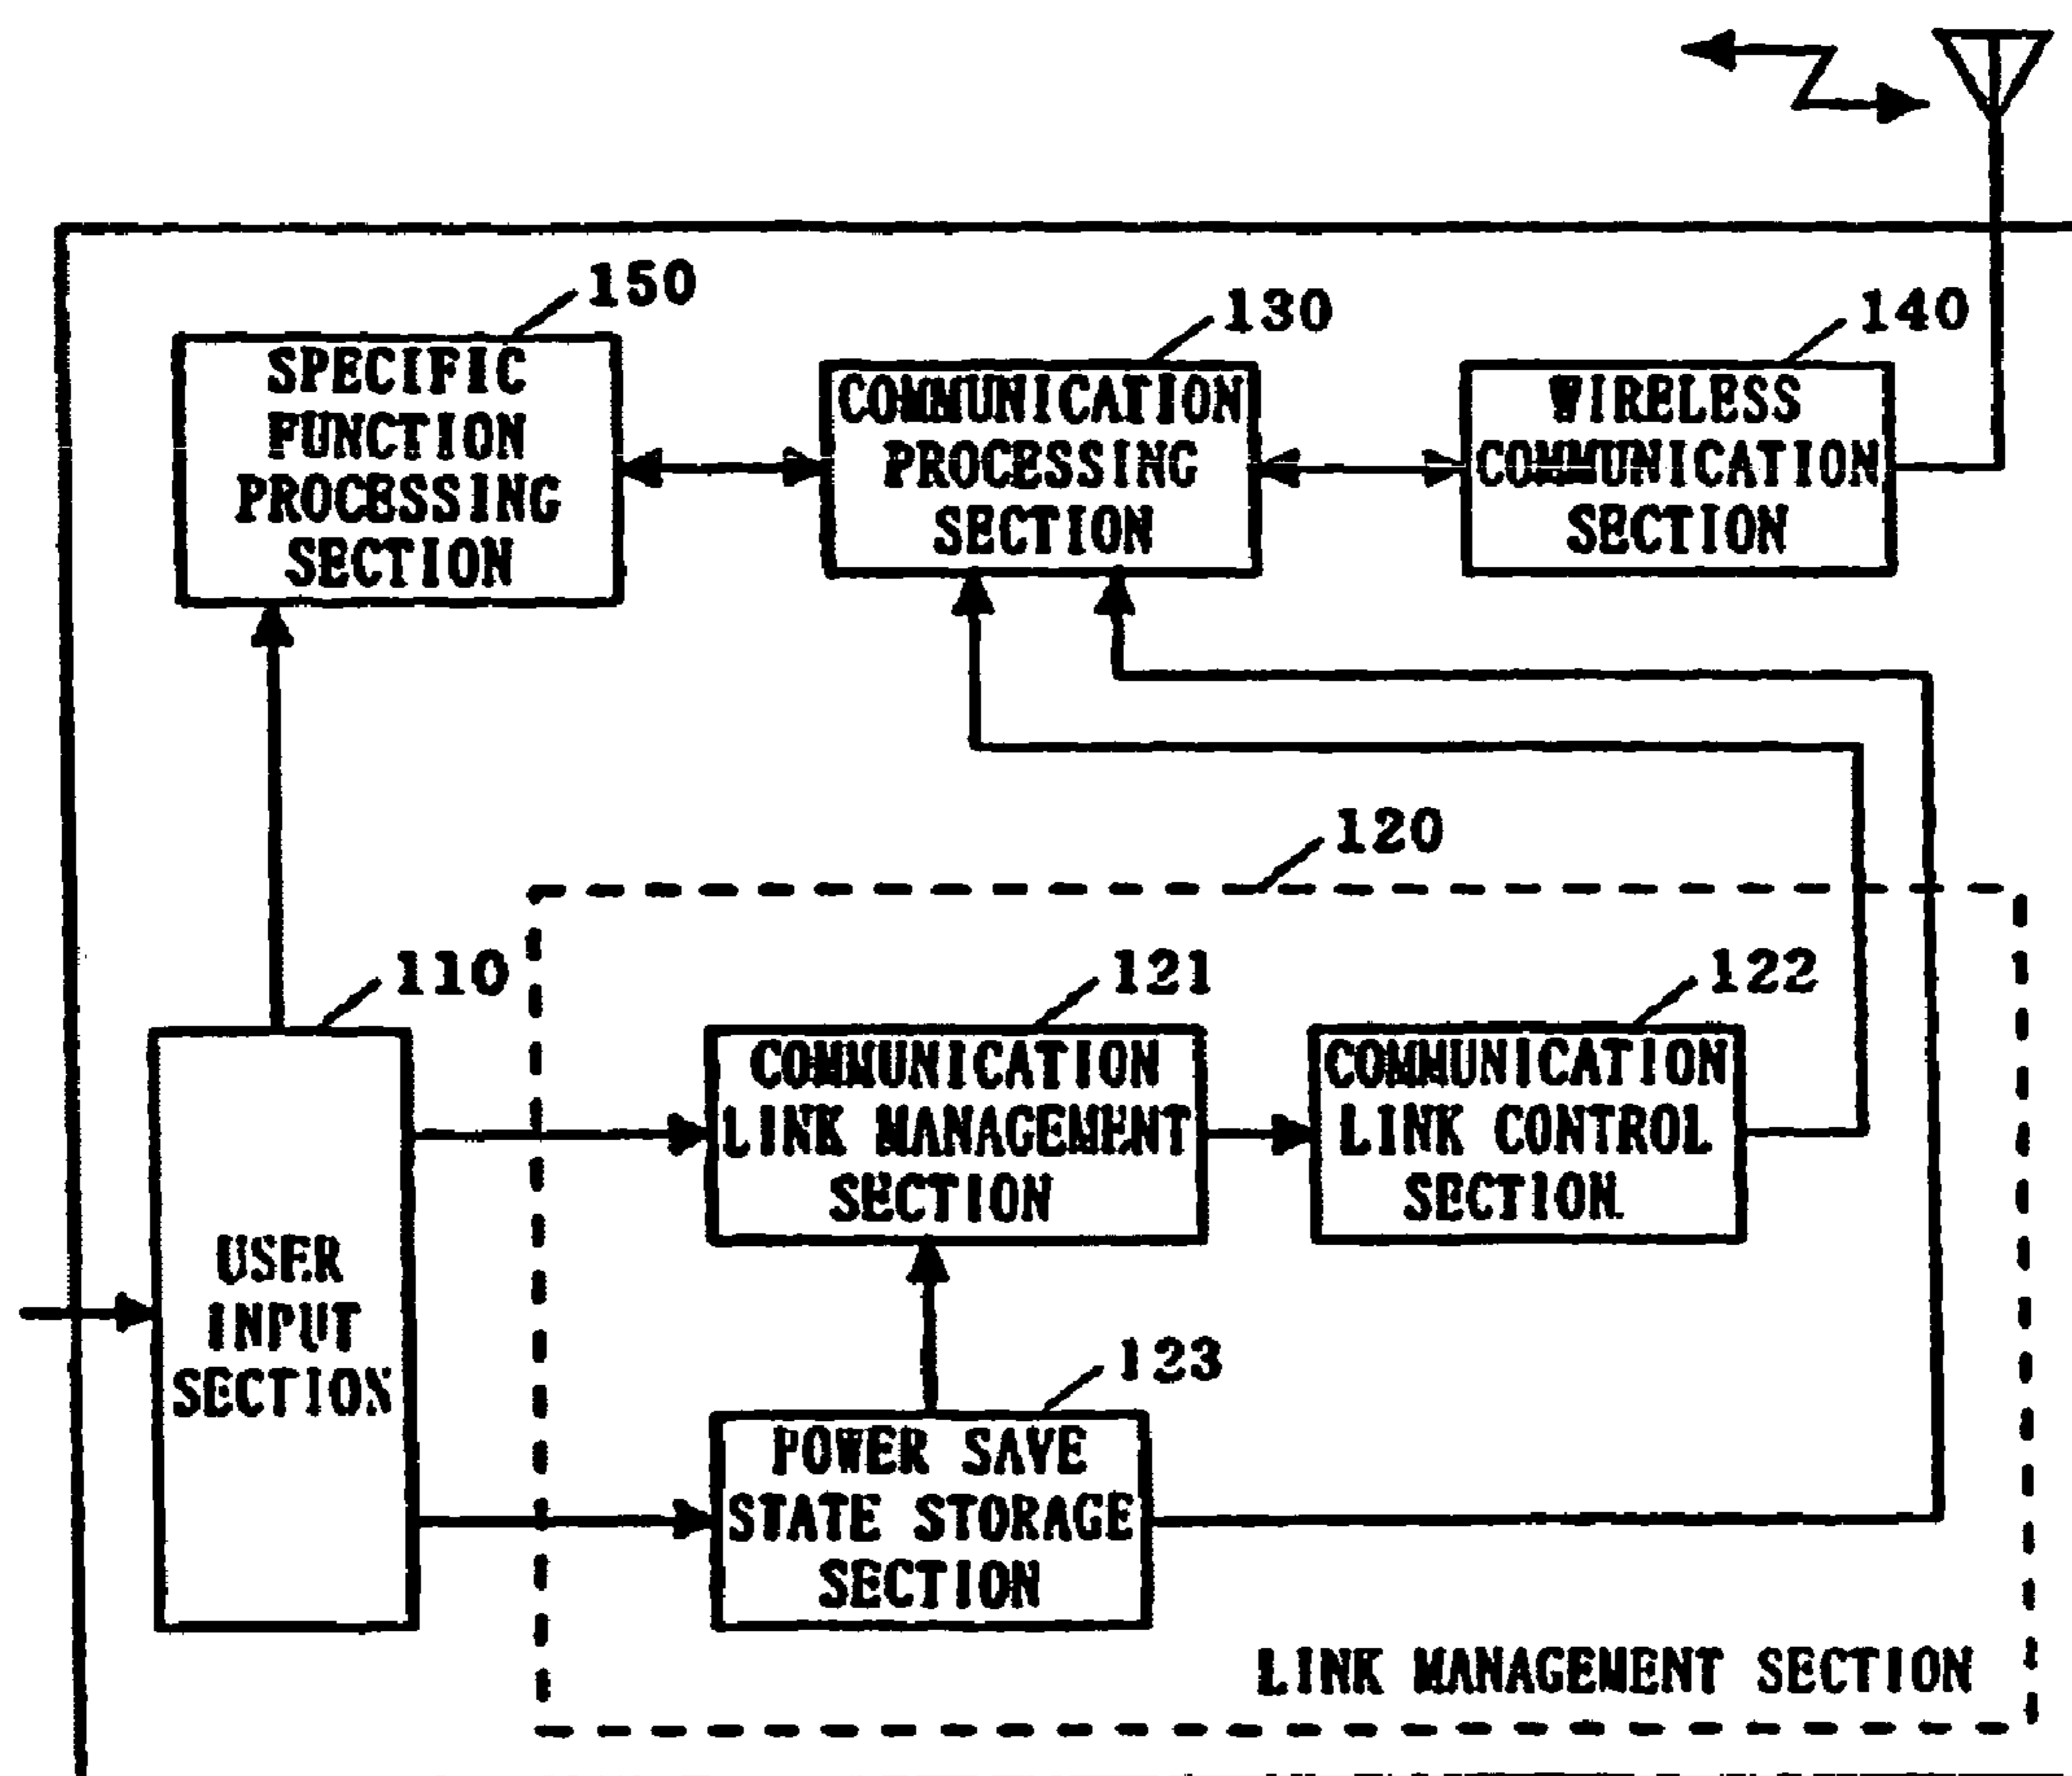 150
SPECIFIC
FUNCTION
PROCESSING
SECTION
130
COMMUNICATION
PROCESSING
SECTION
140
WIRELESS
COMMUNICATION
SECTION
120
110
USER
INPUT
SECTION
121
COMMUNICATION
LINK MANAGEMENT
SECTION
122
COMMUNICATION
LINK CONTROL
SECTION
123
POWER SAVE
STATE STORAGE
SECTION
LINK MANAGEMENT SECTION